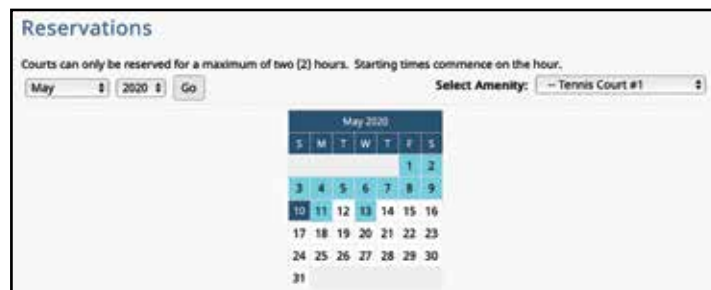 Reservations
Courts can only be reserved for a maximum of two (2) hours. Starting times commence on the hour.
May 2020 Go Select Amenity: -- Tennis Court #1
May 2020
S M T W T F S
1 2
3 4 5 6 7 8 9
10 11 12 13 14 15 16
17 18 19 20 21 22 23
24 25 26 27 28 29 30
31